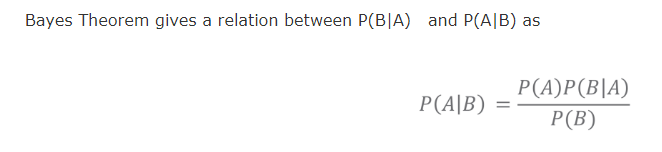 Bayes Theorem gives a relation between P(B|A) and P(A|B) as
P(A|B) = P(A)P(B|A) / P(B)